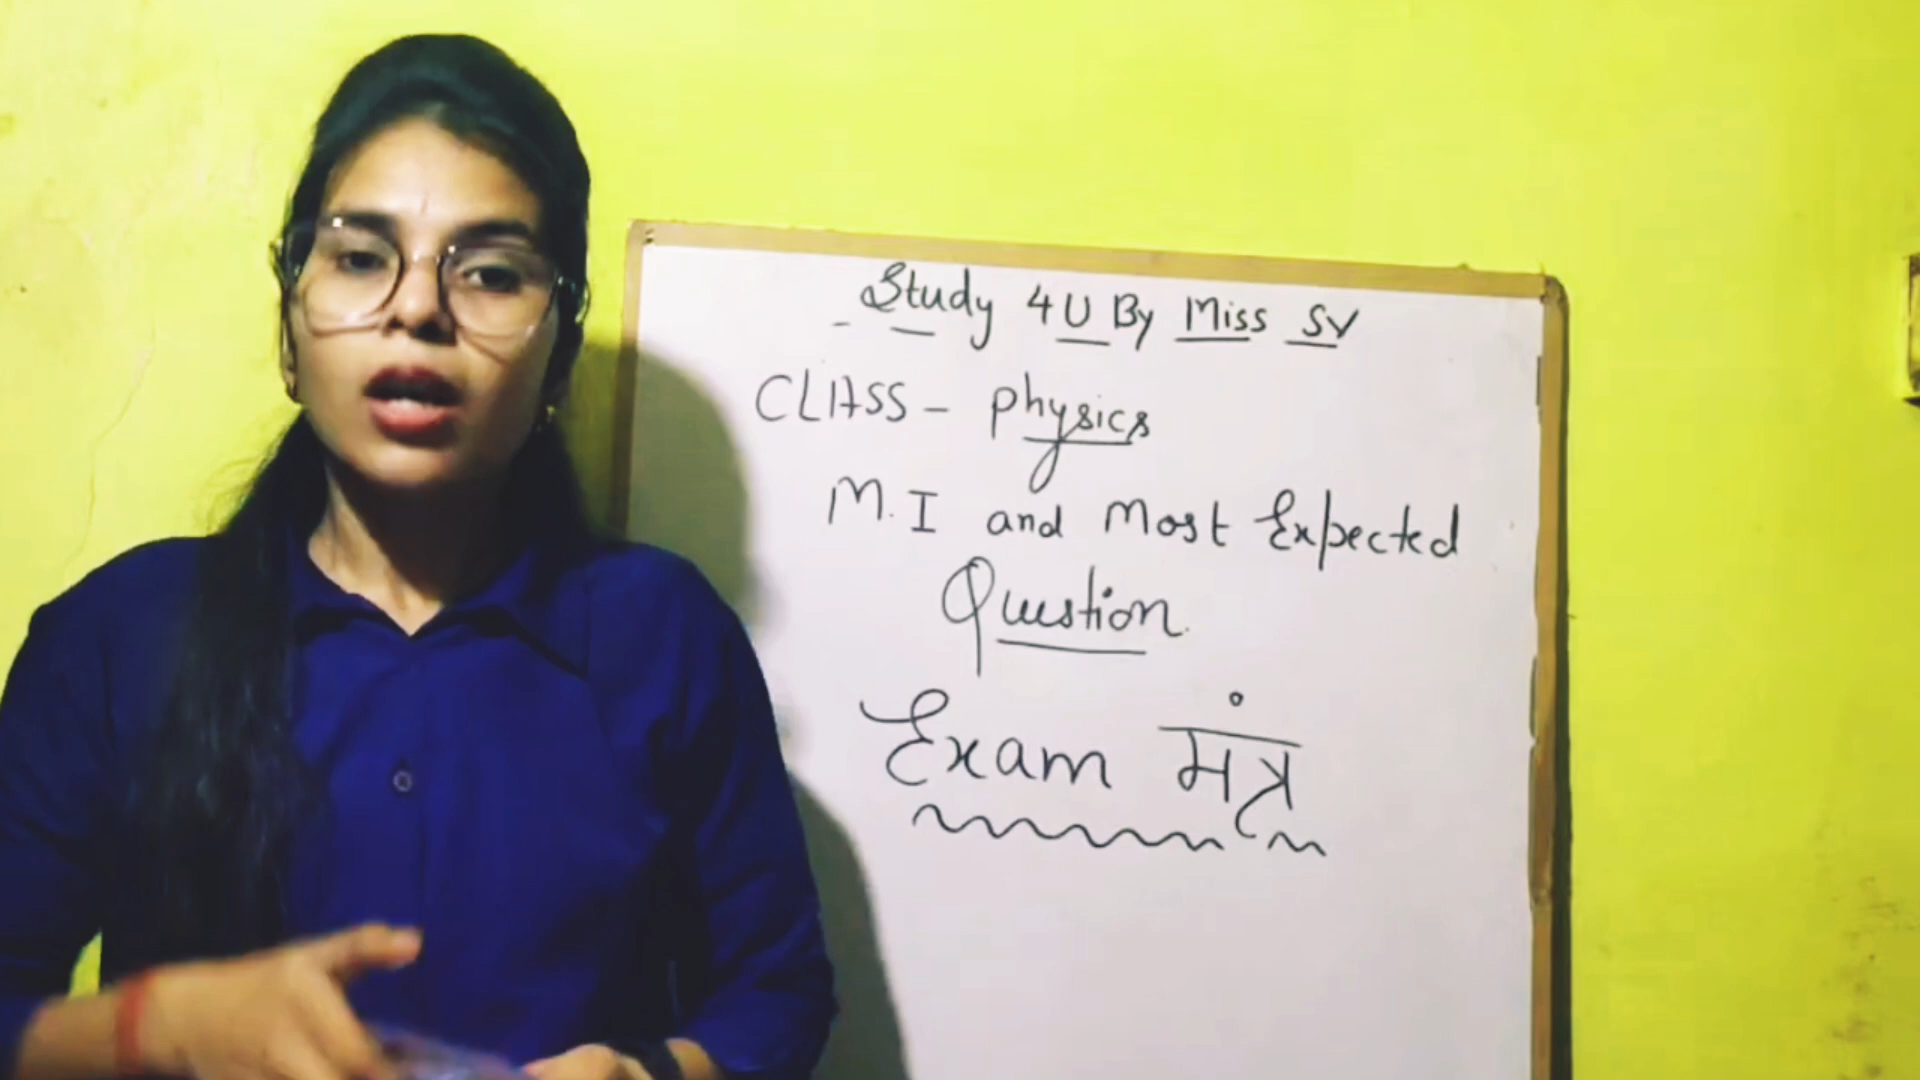 Study 4U By Miss SV
CLASS - Physics
M.I and Most Expected
Question
Exam मंत्र